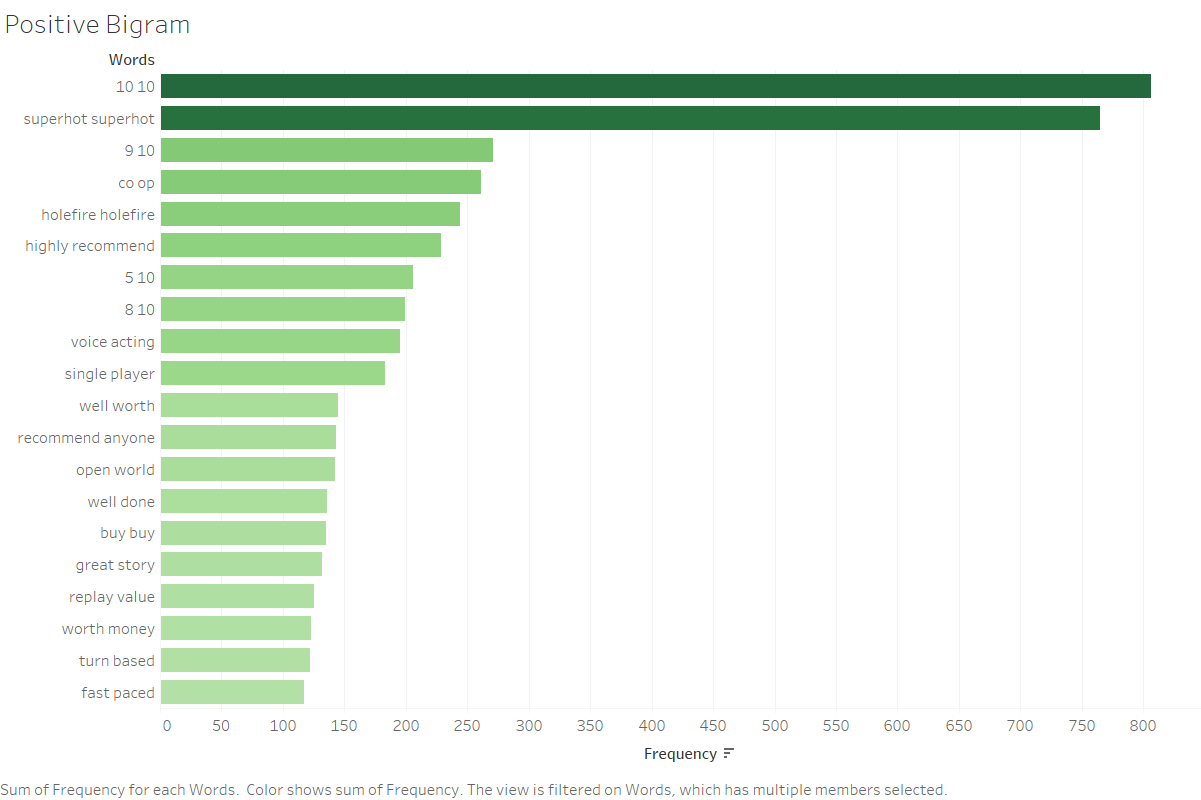 Positive Bigram
Words
10 10
superhot superhot
9 10
co op
holefire holefire
highly recommend
5 10
8 10
voice acting
single player
well worth
recommend anyone
open world
well done
buy buy
great story
replay value
worth money
turn based
fast paced
0 50 100 150 200 250 300 350 400 450 500 550 600 650 700 750 800
Frequency
Sum of Frequency for each Words. Color shows sum of Frequency. The view is filtered on Words, which has multiple members selected.